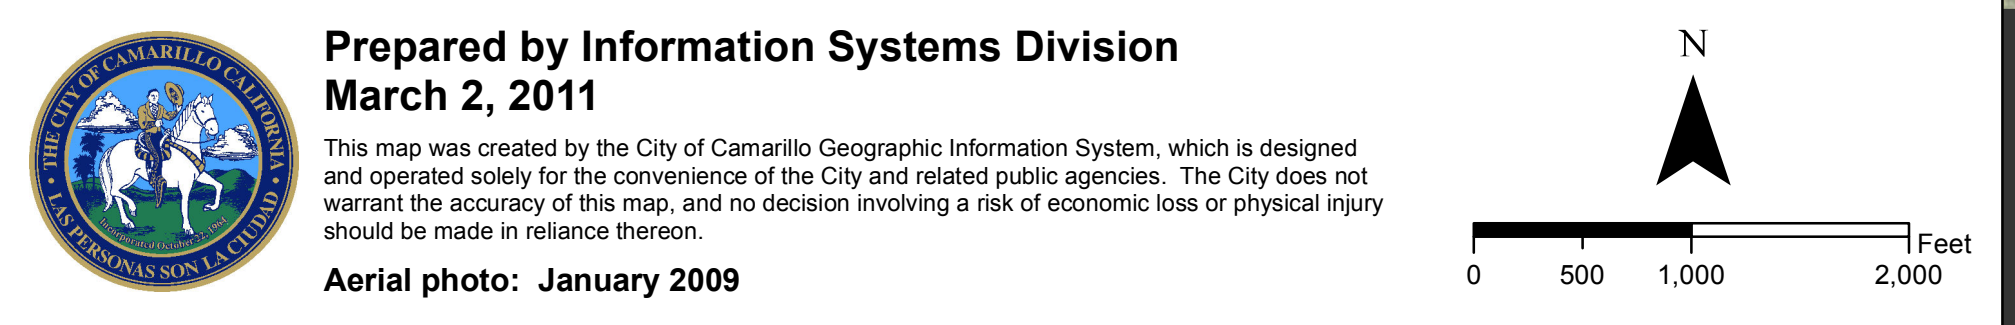 THE CITY OF CAMARILLO CALIFORNIA
• LAS PERSONAS SON LA CIUDAD •
Incorporated October 22, 1964
Prepared by Information Systems Division
March 2, 2011
This map was created by the City of Camarillo Geographic Information System, which is designed
and operated solely for the convenience of the City and related public agencies.  The City does not
warrant the accuracy of this map, and no decision involving a risk of economic loss or physical injury
should be made in reliance thereon.
Aerial photo:  January 2009
N
Feet
0 500 1,000 2,000